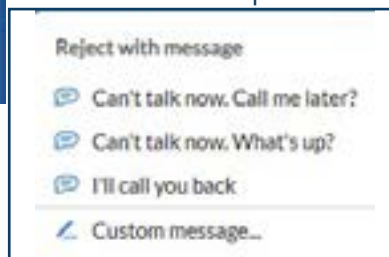 Reject with message
Can't talk now. Call me later?
Can't talk now. What's up?
I'll call you back
Custom message...